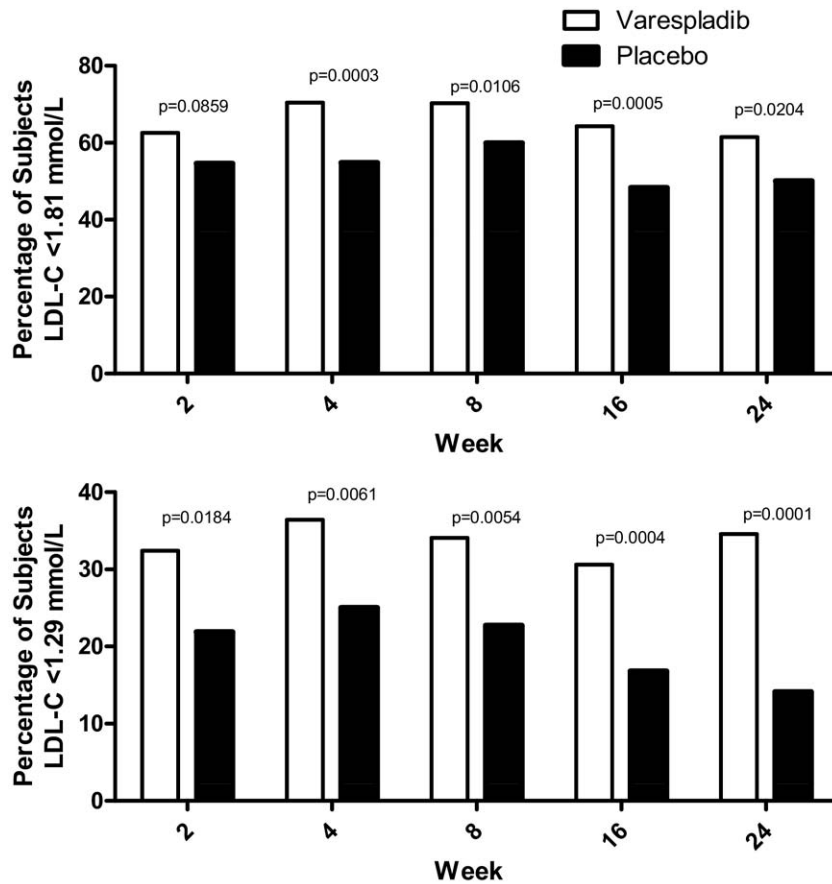 Varespladib
Placebo
Percentage of Subjects
LDL-C <1.81 mmol/L
80
60
40
20
0
p=0.0859
p=0.0003
p=0.0106
p=0.0005
p=0.0204
2
4
8
16
24
Week
Percentage of Subjects
LDL-C <1.29 mmol/L
40
30
20
10
0
p=0.0184
p=0.0061
p=0.0054
p=0.0004
p=0.0001
2
4
8
16
24
Week